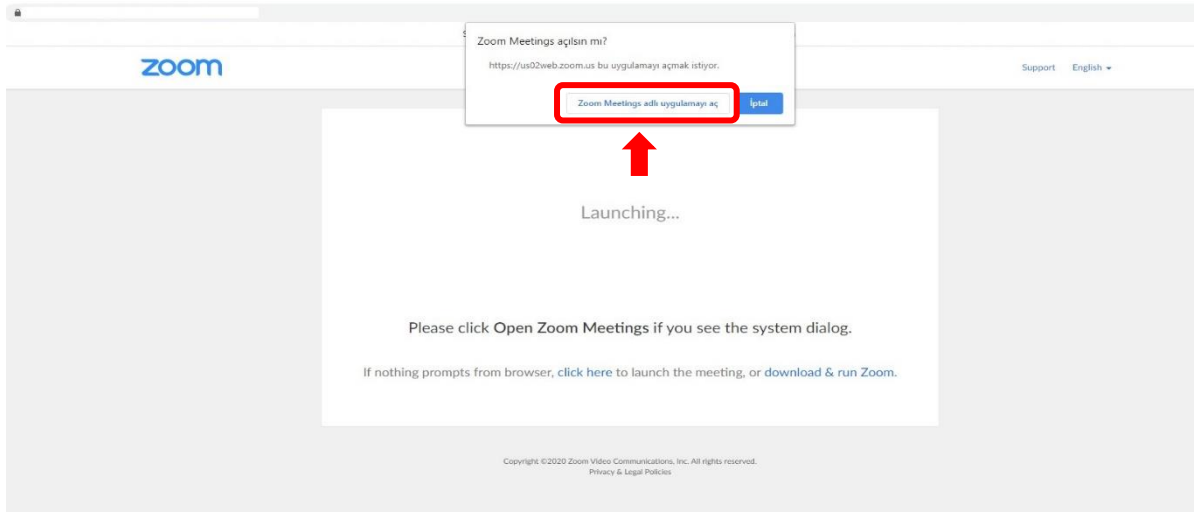 Zoom Meetings açılsın mı?
https://us02web.zoom.us bu uygulamayı açmak istiyor.
Zoom Meetings adlı uygulamayı aç İptal
zoom
Support English
Launching...
Please click Open Zoom Meetings if you see the system dialog.
If nothing prompts from browser, click here to launch the meeting, or download & run Zoom.
Copyright ©2020 Zoom Video Communications, Inc. All rights reserved.
Privacy & Legal Policies